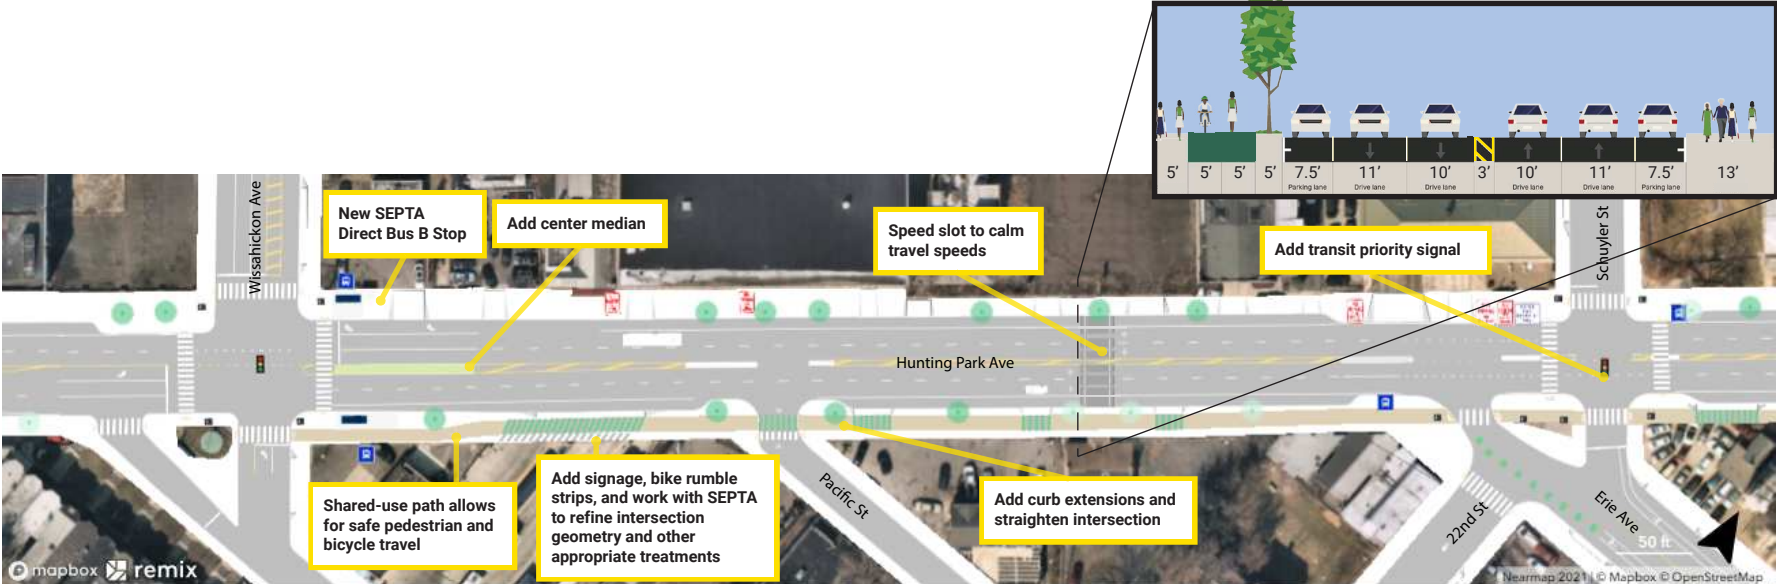 5’ 5’ 5’ 5’ 7.5’ 11’ 10’ 3’ 10’ 11’ 7.5’ 13’
Parking lane Drive lane Drive lane Drive lane Drive lane Parking lane
Wissahickon Ave
New SEPTA
Direct Bus B Stop
Add center median
Speed slot to calm
travel speeds
Add transit priority signal
Schuyler St
Hunting Park Ave
Shared-use path allows
for safe pedestrian and
bicycle travel
Add signage, bike rumble
strips, and work with SEPTA
to refine intersection
geometry and other
appropriate treatments
Pacific St
Add curb extensions and
straighten intersection
22nd St
Erie Ave
50 ft
mapbox remix
Nearmap 2021 | © Mapbox © OpenStreetMap